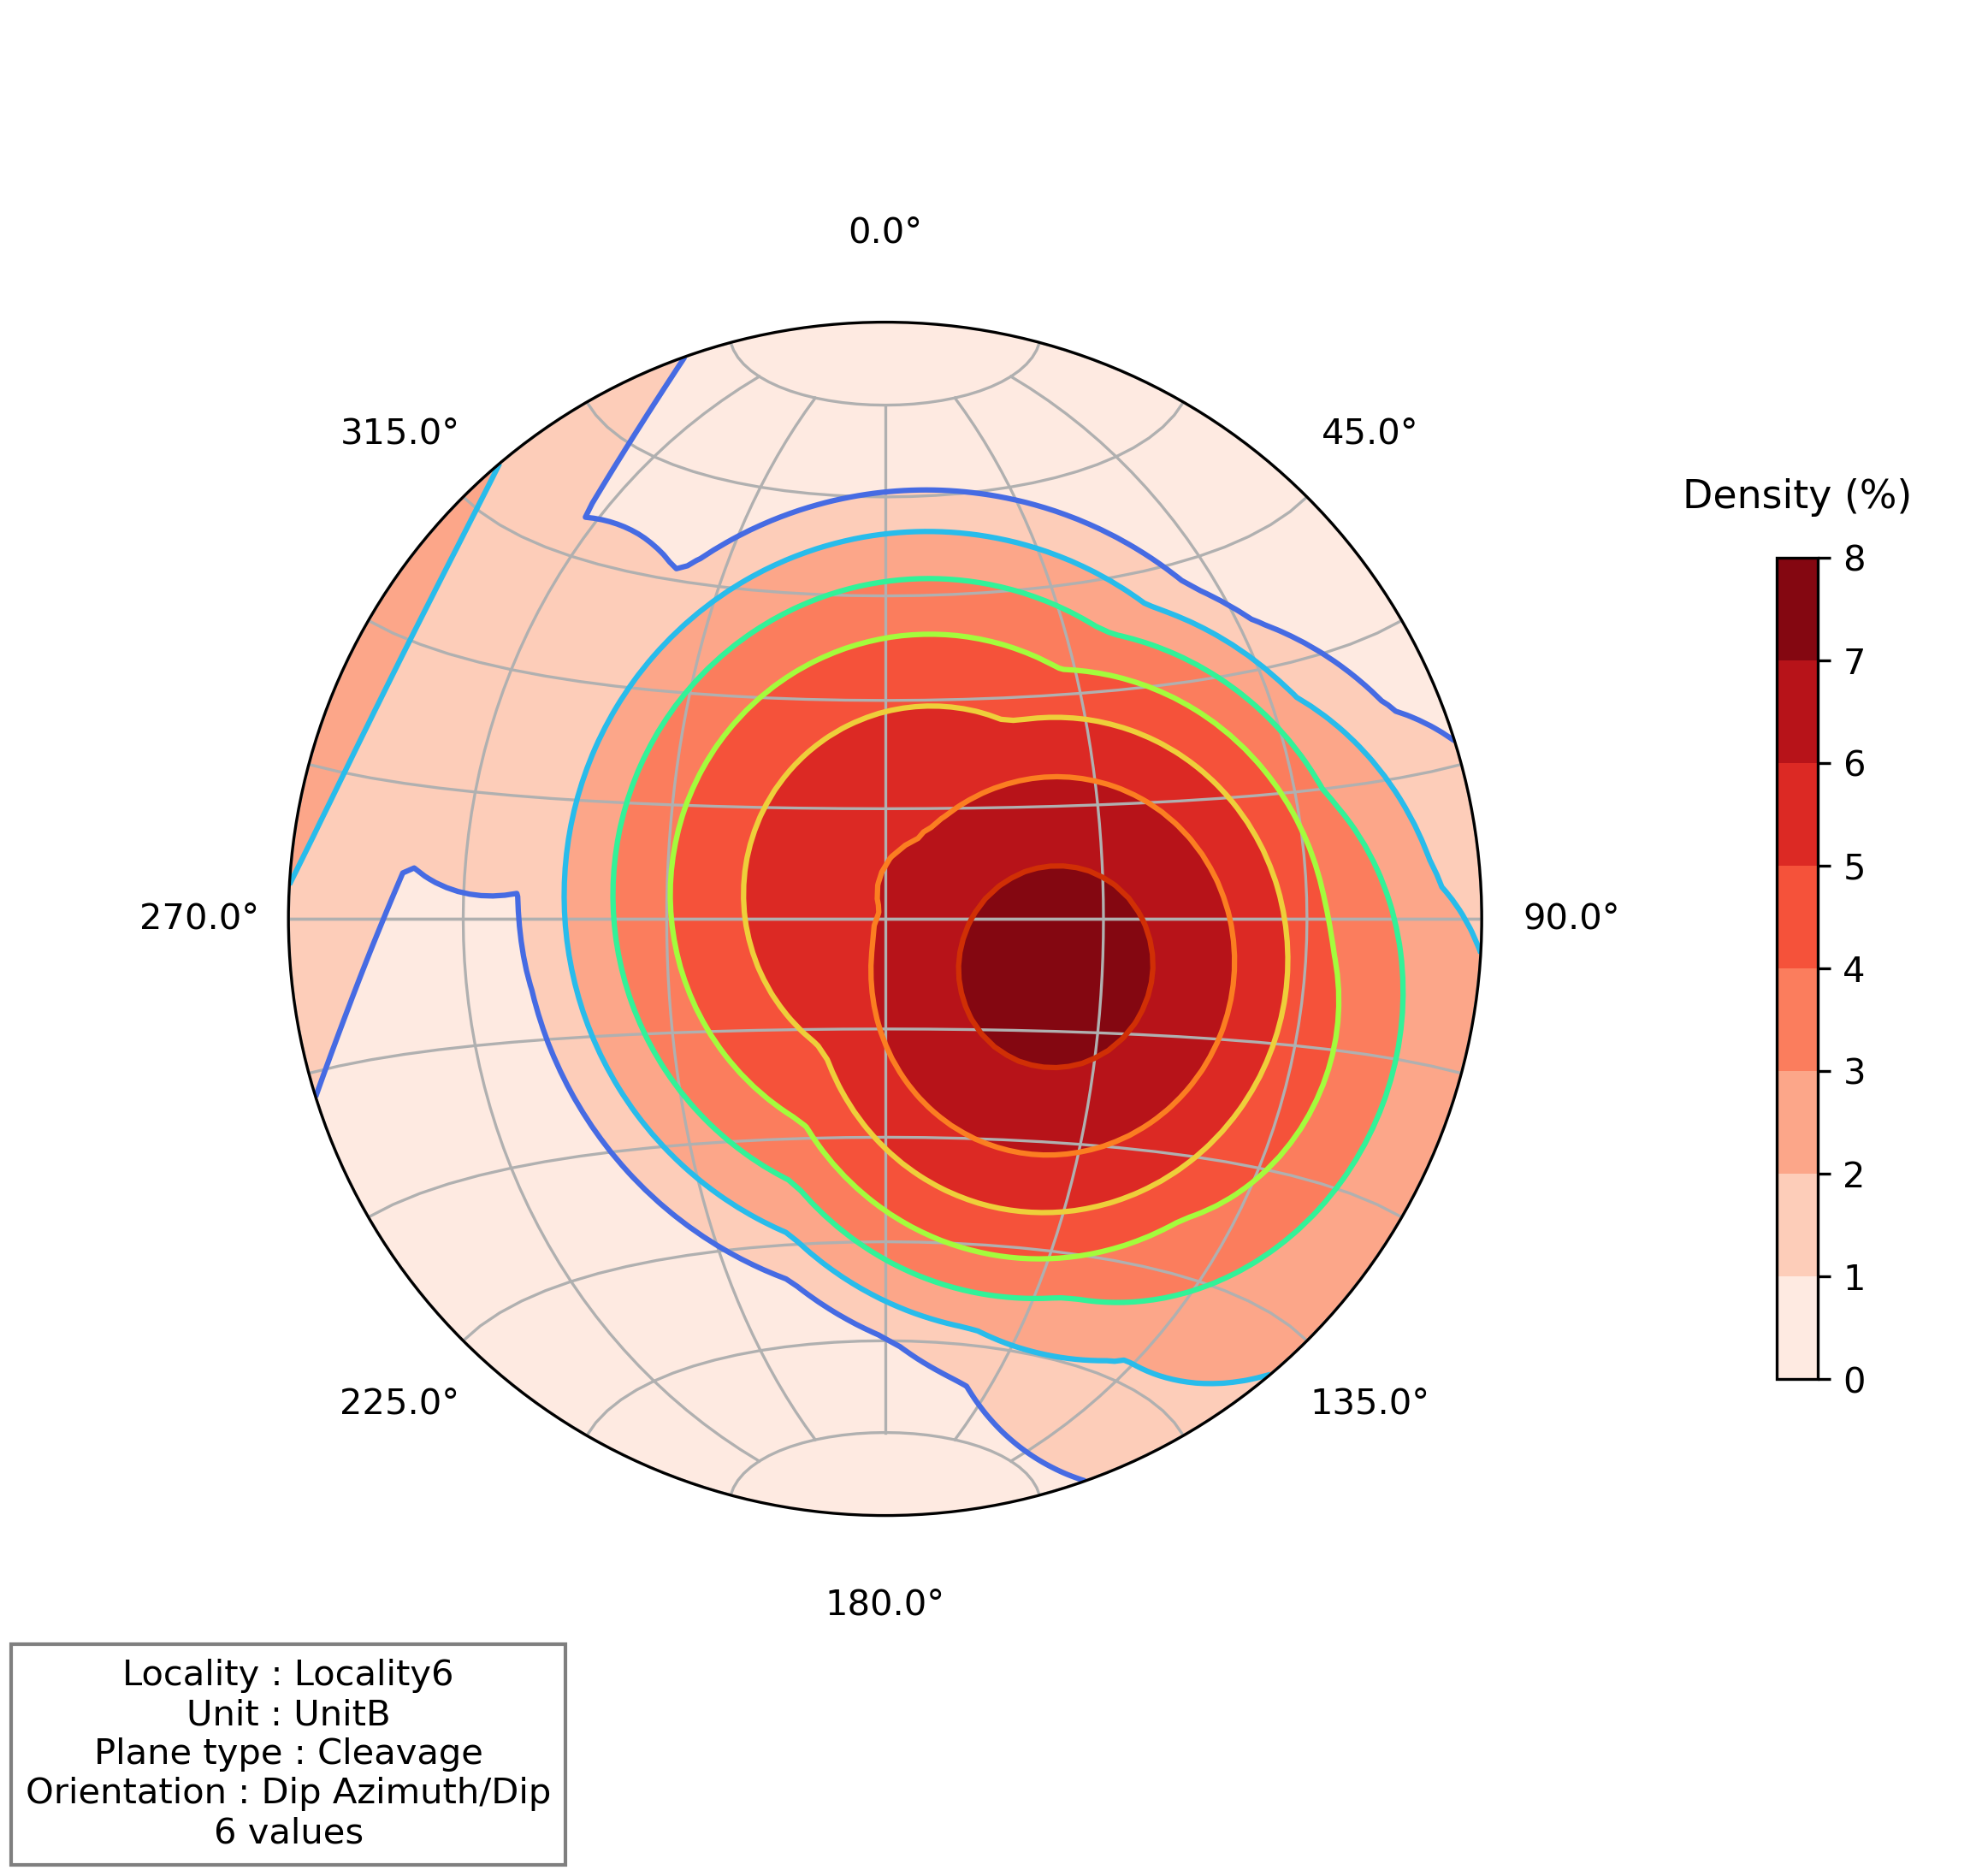 0.0°
315.0°
45.0°
Density (%)
8
7
6
5
4
3
2
1
0
270.0°
90.0°
225.0°
135.0°
180.0°
Locality : Locality6
Unit : UnitB
Plane type : Cleavage
Orientation : Dip Azimuth/Dip
6 values